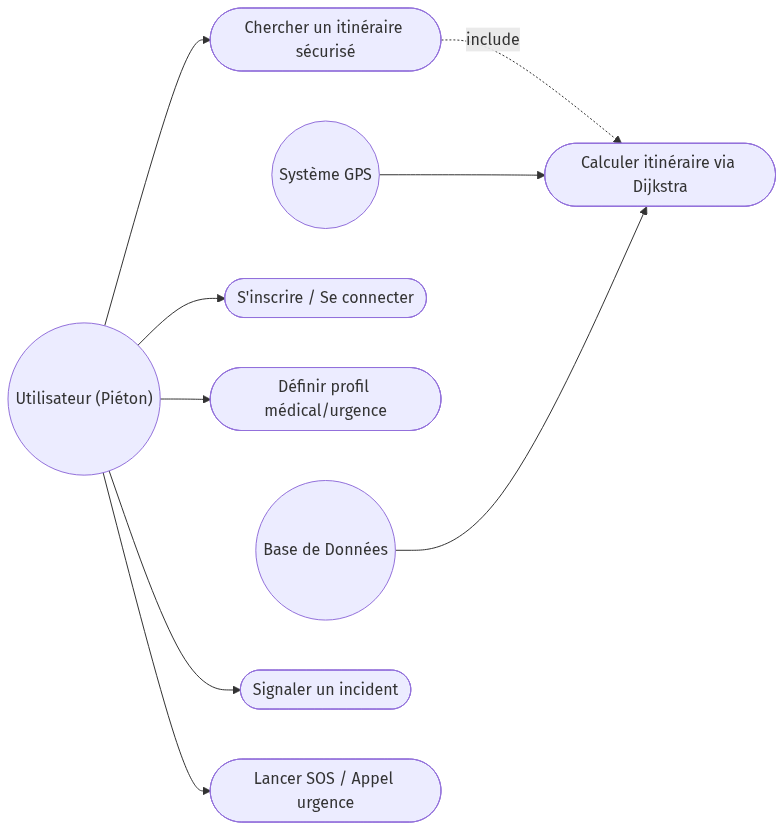 Chercher un itinéraire
sécurisé
include
Système GPS
Calculer itinéraire via
Dijkstra
S'inscrire / Se connecter
Utilisateur (Piéton)
Définir profil
médical/urgence
Base de Données
Signaler un incident
Lancer SOS / Appel
urgence